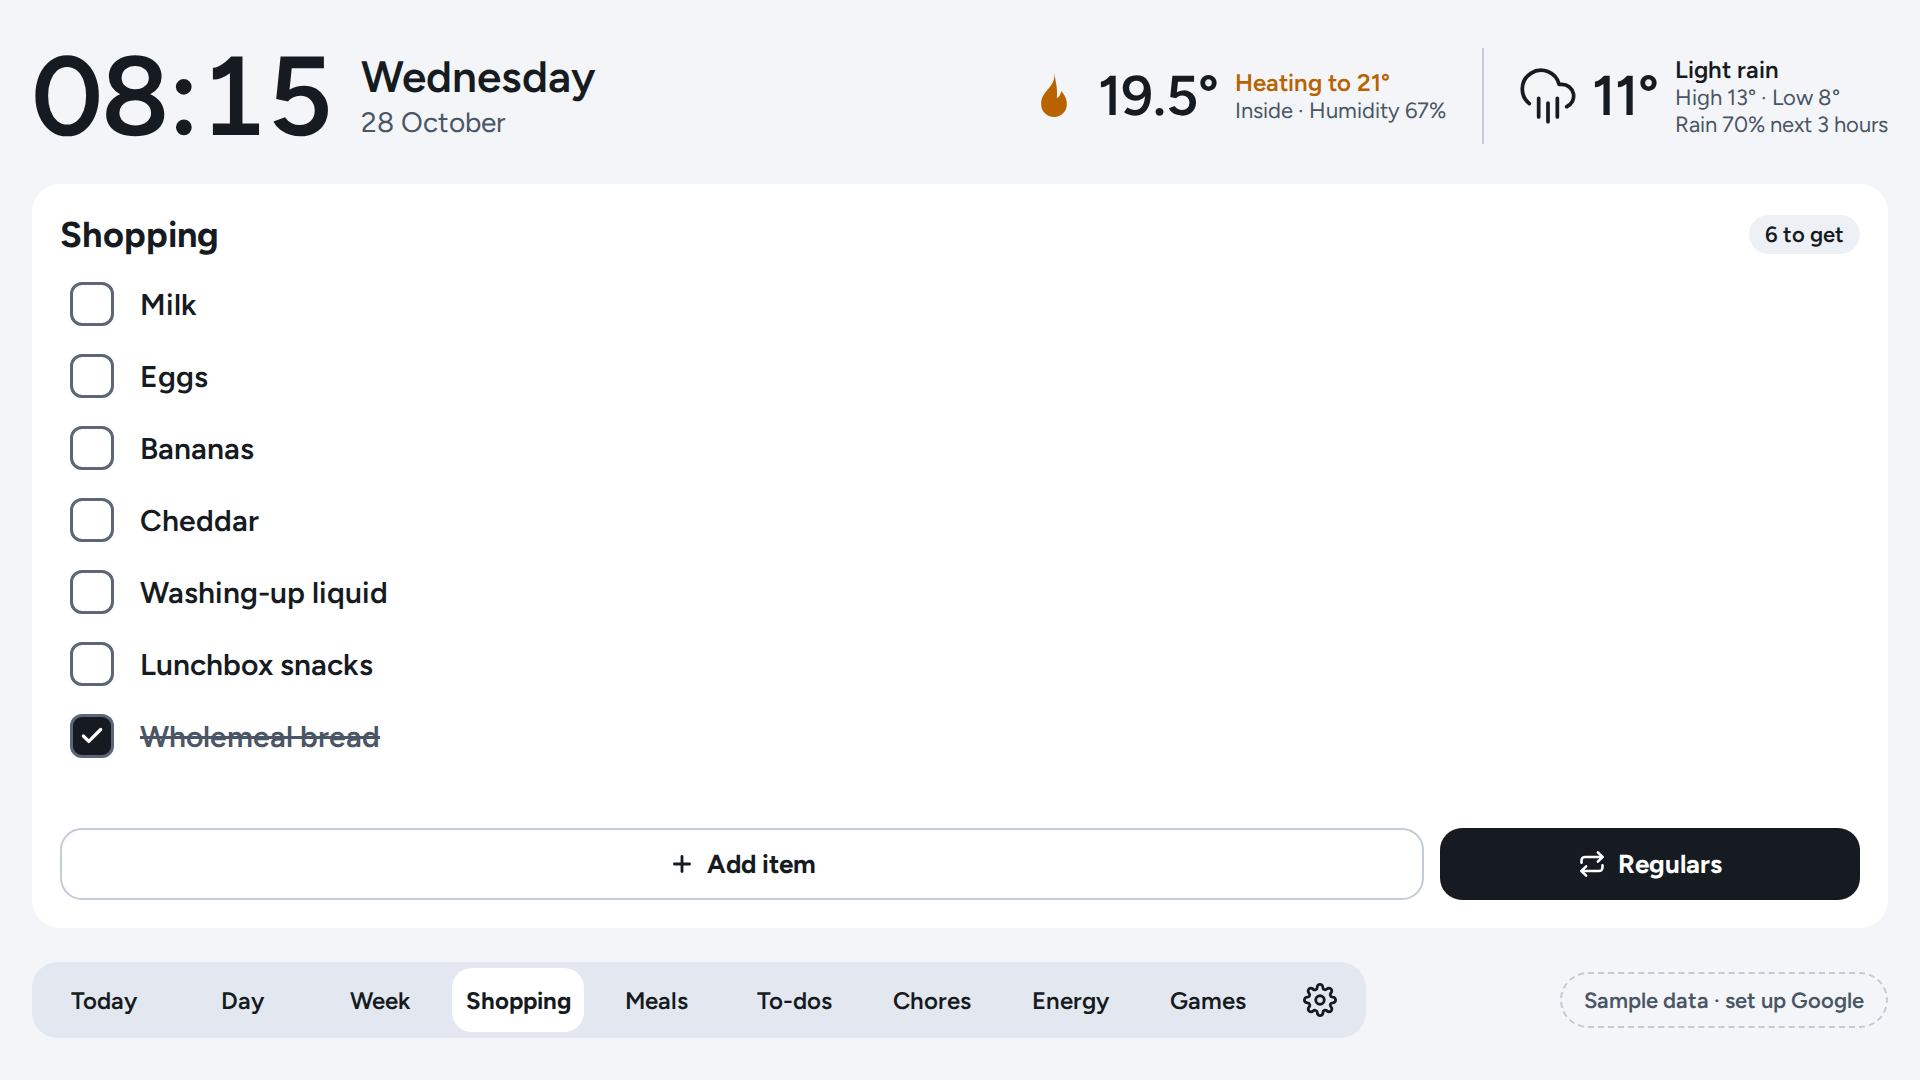 08:15
Wednesday
28 October
19.5°
Heating to 21°
Inside · Humidity 67%
11°
Light rain
High 13° · Low 8°
Rain 70% next 3 hours
Shopping
6 to get
Milk
Eggs
Bananas
Cheddar
Washing-up liquid
Lunchbox snacks
Wholemeal bread
Add item
Regulars
Today
Day
Week
Shopping
Meals
To-dos
Chores
Energy
Games
Sample data · set up Google